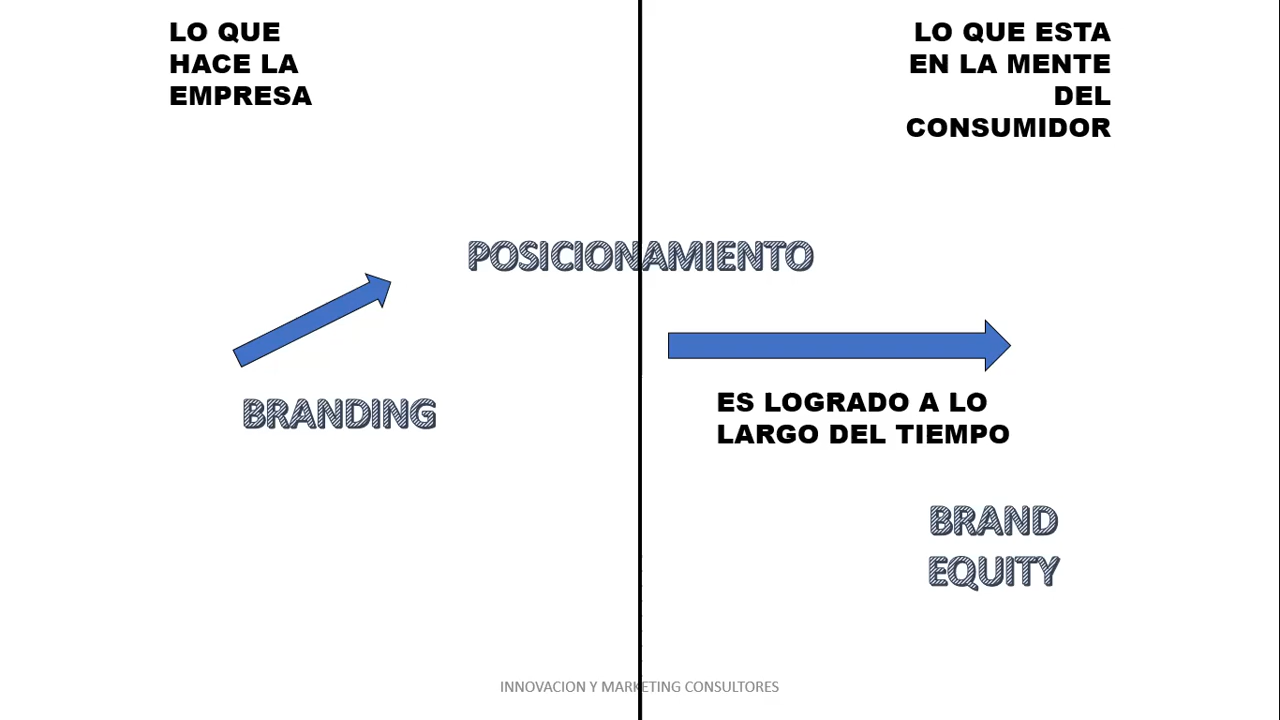 LO QUE
HACE LA
EMPRESA
LO QUE ESTA
EN LA MENTE
DEL
CONSUMIDOR
POSICIONAMIENTO
BRANDING
ES LOGRADO A LO
LARGO DEL TIEMPO
BRAND
EQUITY
INNOVACION Y MARKETING CONSULTORES